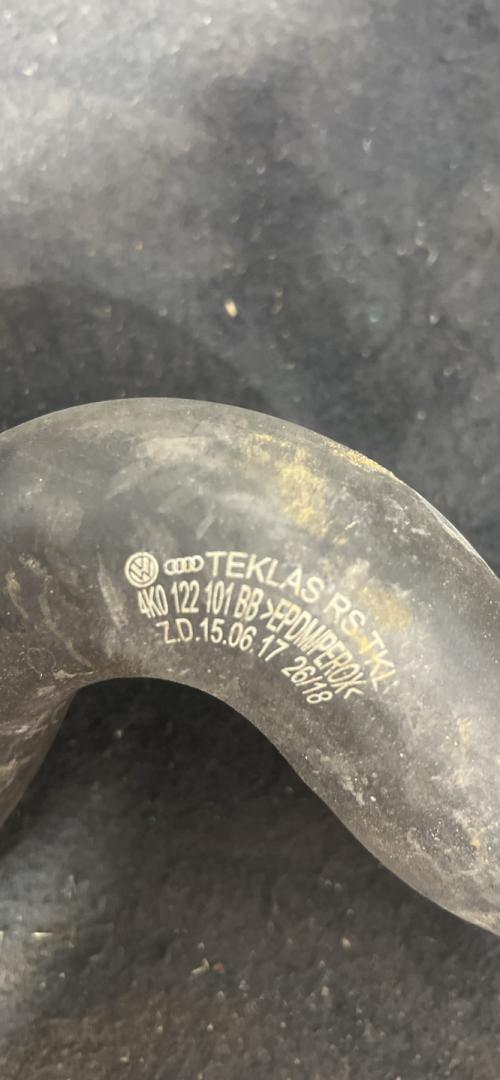 TEKLAS RS-TKL
4K0 122 101 BB >EPDM/PEROX<
Z.D.15.06.17 26/18